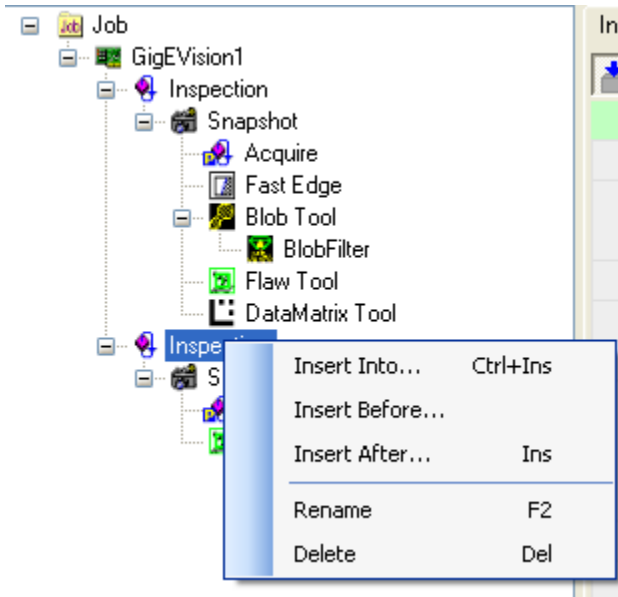 Job
In
GigEVision1
Inspection
Snapshot
Acquire
Fast Edge
Blob Tool
BlobFilter
Flaw Tool
DataMatrix Tool
Inspe
S
Insert Into... Ctrl+Ins
Insert Before...
Insert After... Ins
Rename F2
Delete Del